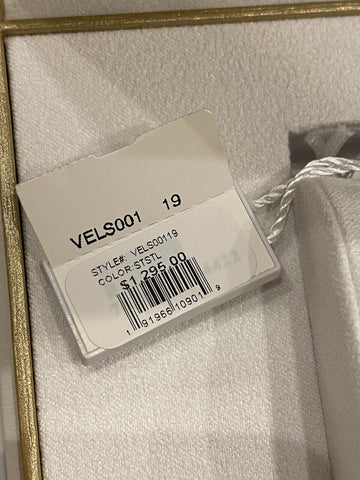 VELS001 19
STYLE#: VELS00119
COLOR:STSTL
$1,295.00
1 91966 10901 9